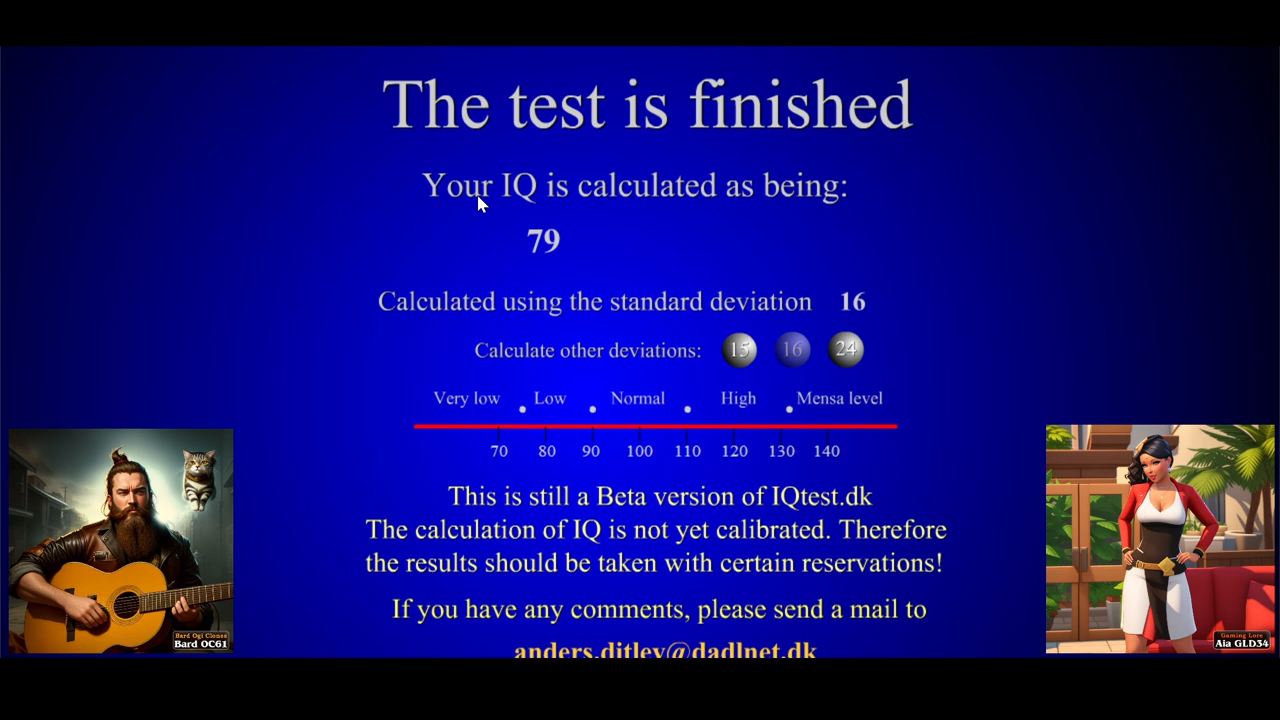 The test is finished
Your IQ is calculated as being:
79
Calculated using the standard deviation 16
Calculate other deviations: 15 16 24
Very low Low Normal High Mensa level
70 80 90 100 110 120 130 140
This is still a Beta version of IQtest.dk
The calculation of IQ is not yet calibrated. Therefore
the results should be taken with certain reservations!
If you have any comments, please send a mail to
anders.ditlev@dadlnet.dk
Bard Ogi Clones
Bard OC61
Gaming Lore
Aia GLD34